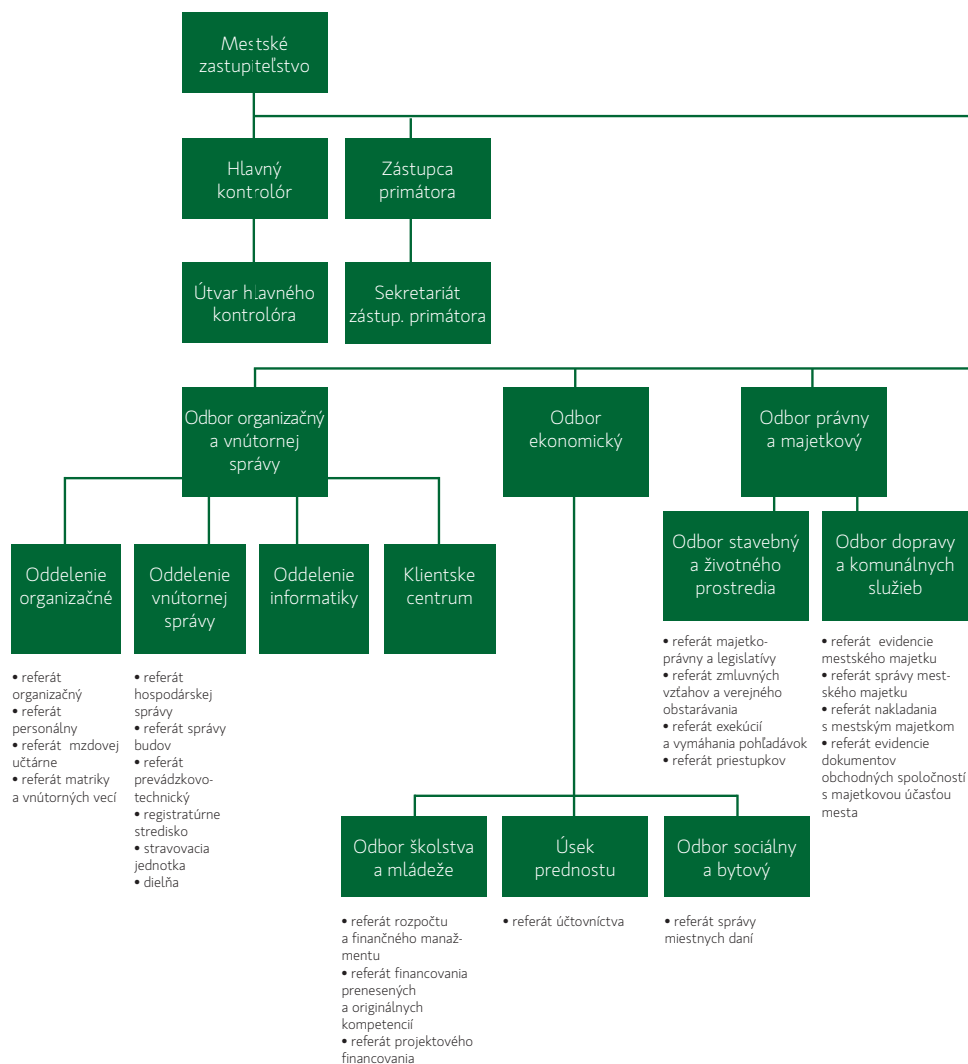 Mestské
zastupiteľstvo
Hlavný
kontrolór
Zástupca
primátora
Útvar hlavného
kontrolóra
Sekretariát
zástup. primátora
Odbor organizačný
a vnútornej
správy
Odbor
ekonomický
Odbor právny
a majetkový
Oddelenie
organizačné
Oddelenie
vnútornej
správy
Oddelenie
informatiky
Klientske
centrum
Odbor stavebný
a životného
prostredia
Odbor dopravy
a komunálnych
služieb
• referát
organizačný
• referát
personálny
• referát mzdovej
učtárne
• referát matriky
a vnútorných vecí
• referát
hospodárskej
správy
• referát správy
budov
• referát
prevádzkovo-
technický
• registratúrne
stredisko
• stravovacia
jednotka
• dielňa
• referát majetko-
právny a legislatívy
• referát zmluvných
vzťahov a verejného
obstarávania
• referát exekúcií
a vymáhania pohľadávok
• referát priestupkov
• referát evidencie
mestského majetku
• referát správy mest-
ského majetku
• referát nakladania
s mestským majetkom
• referát evidencie
dokumentov
obchodných spoločností
s majetkovou účasťou
mesta
Odbor školstva
a mládeže
Úsek
prednostu
Odbor sociálny
a bytový
• referát rozpočtu
a finančného manaž-
mentu
• referát financovania
prenesených
a originálnych
kompetencií
• referát projektového
financovania
• referát účtovníctva
• referát správy
miestnych daní